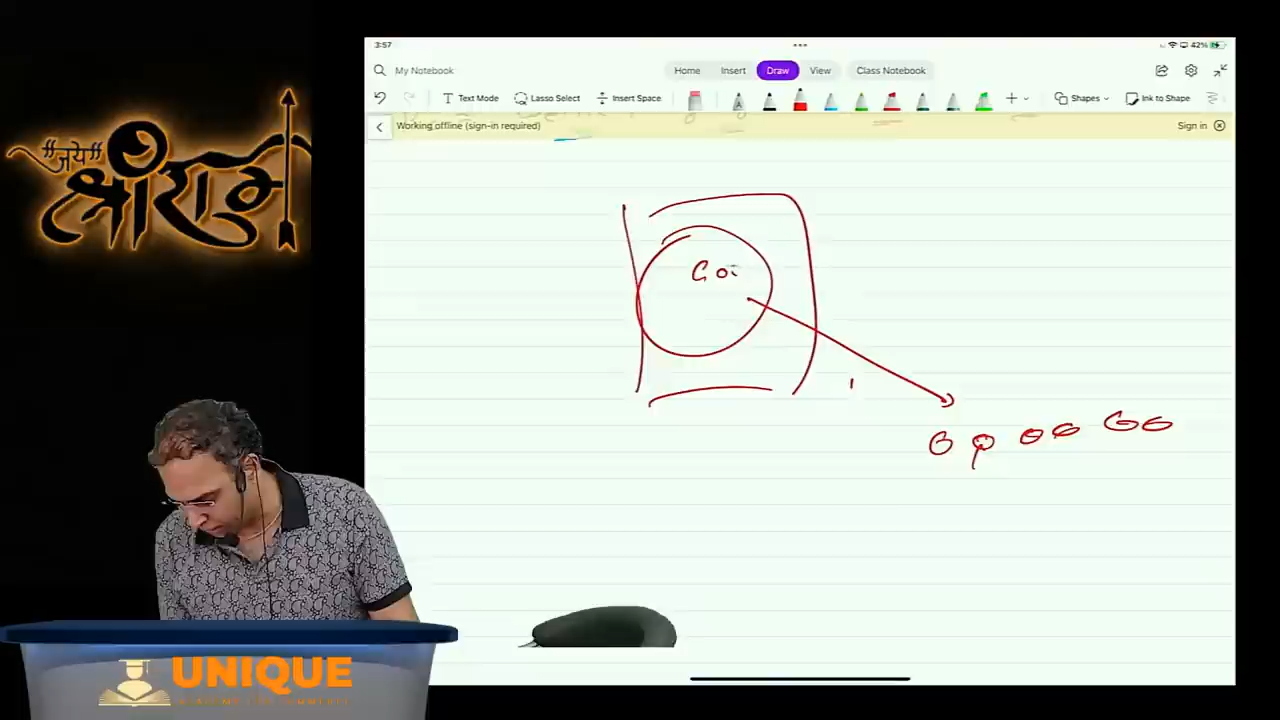 3:57
42%
My Notebook
Home Insert Draw View Class Notebook
Text Mode Lasso Select Insert Space Shapes Ink to Shape
Working offline (sign-in required) Sign in
"जय"
श्रीराम
UNIQUE